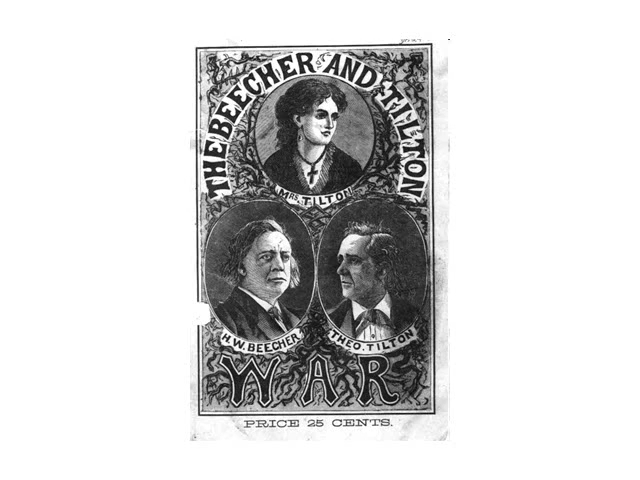 THE BEECHER AND TILTON
MRS. TILTON
H. W. BEECHER
THEO. TILTON
WAR
PRICE 25 CENTS.